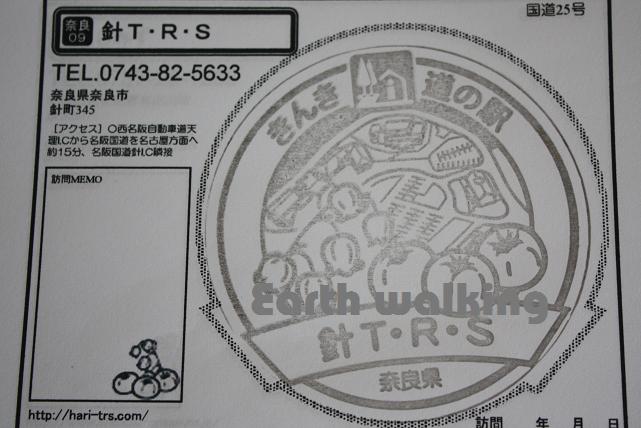 奈良
09
針T・R・S
国道25号
TEL.0743-82-5633
奈良県奈良市
針町345
［アクセス］〇西名阪自動車道天
理I.Cから名阪国道を名古屋方面へ
約15分、名阪国道針I.C隣接
訪問MEMO
きんき 道の駅
Earth walking
針T・R・S
奈良県
http://hari-trs.com/
訪問 年 月 日